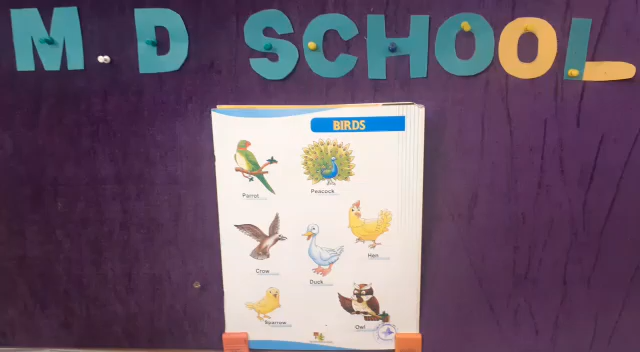 M D SCHOOL
BIRDS
Parrot
Peacock
Crow
Duck
Hen
Sparrow
Owl